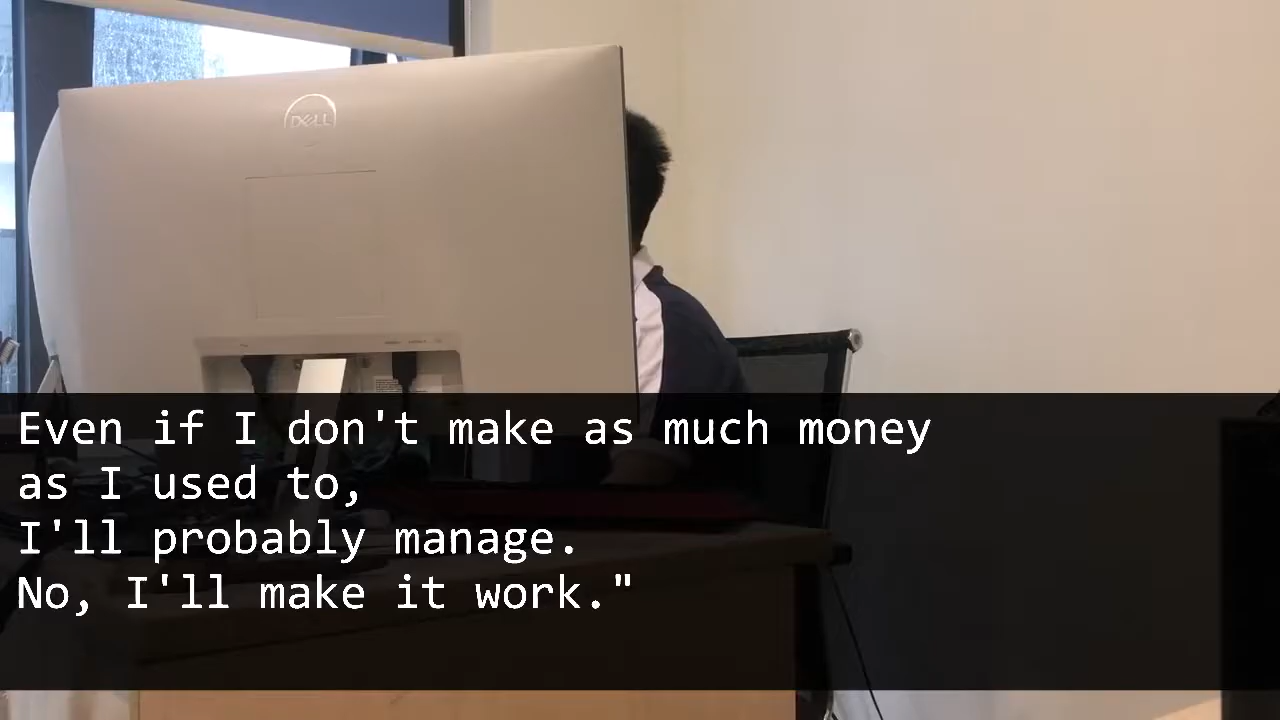 DELL
Even if I don't make as much money
as I used to,
I'll probably manage.
No, I'll make it work."